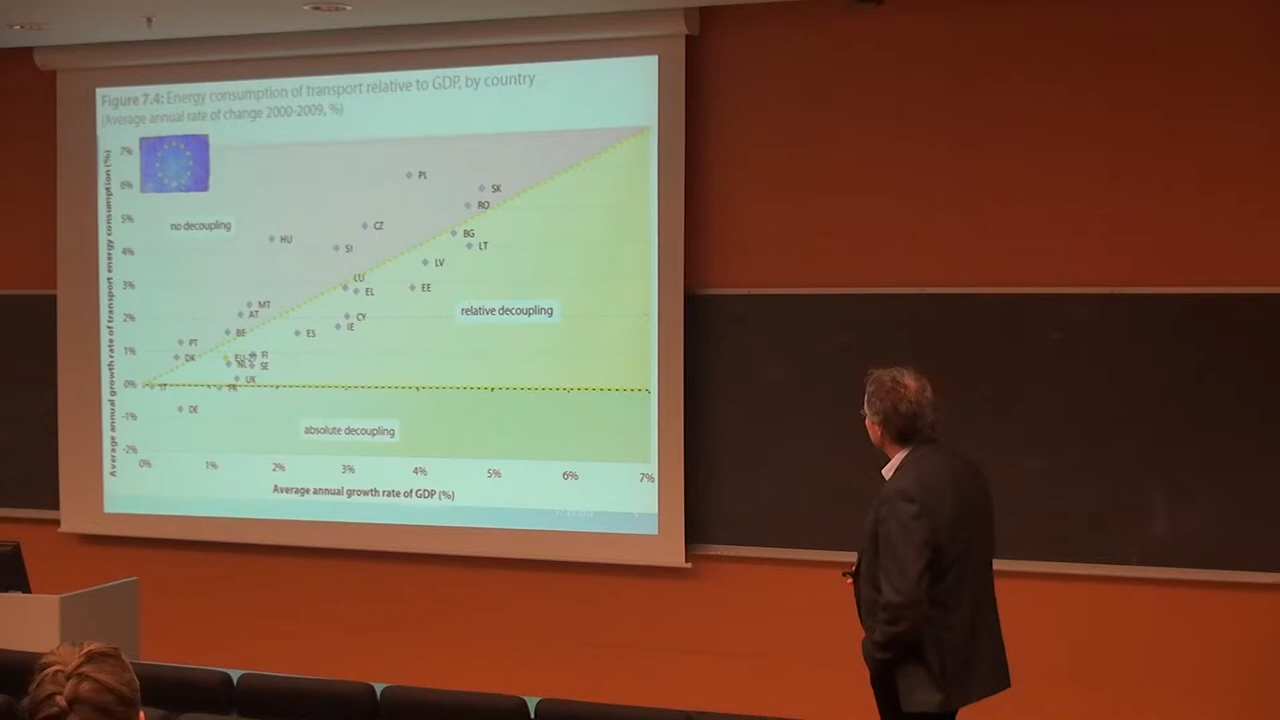 Figure 7.4: Energy consumption of transport relative to GDP, by country
(Average annual rate of change 2000-2009, %)
Average annual growth rate of transport energy consumption (%)
7%
6%
5%
4%
3%
2%
1%
0%
-1%
-2%
no decoupling
PL
SK
RO
CZ
BG
HU
LT
SI
LV
LU
EL
EE
MT
AT
relative decoupling
CY
IE
BE
ES
PT
DK
EU-27
FI
NL
SE
UK
IT
FR
DE
absolute decoupling
0%
1%
2%
3%
4%
5%
6%
7%
Average annual growth rate of GDP (%)